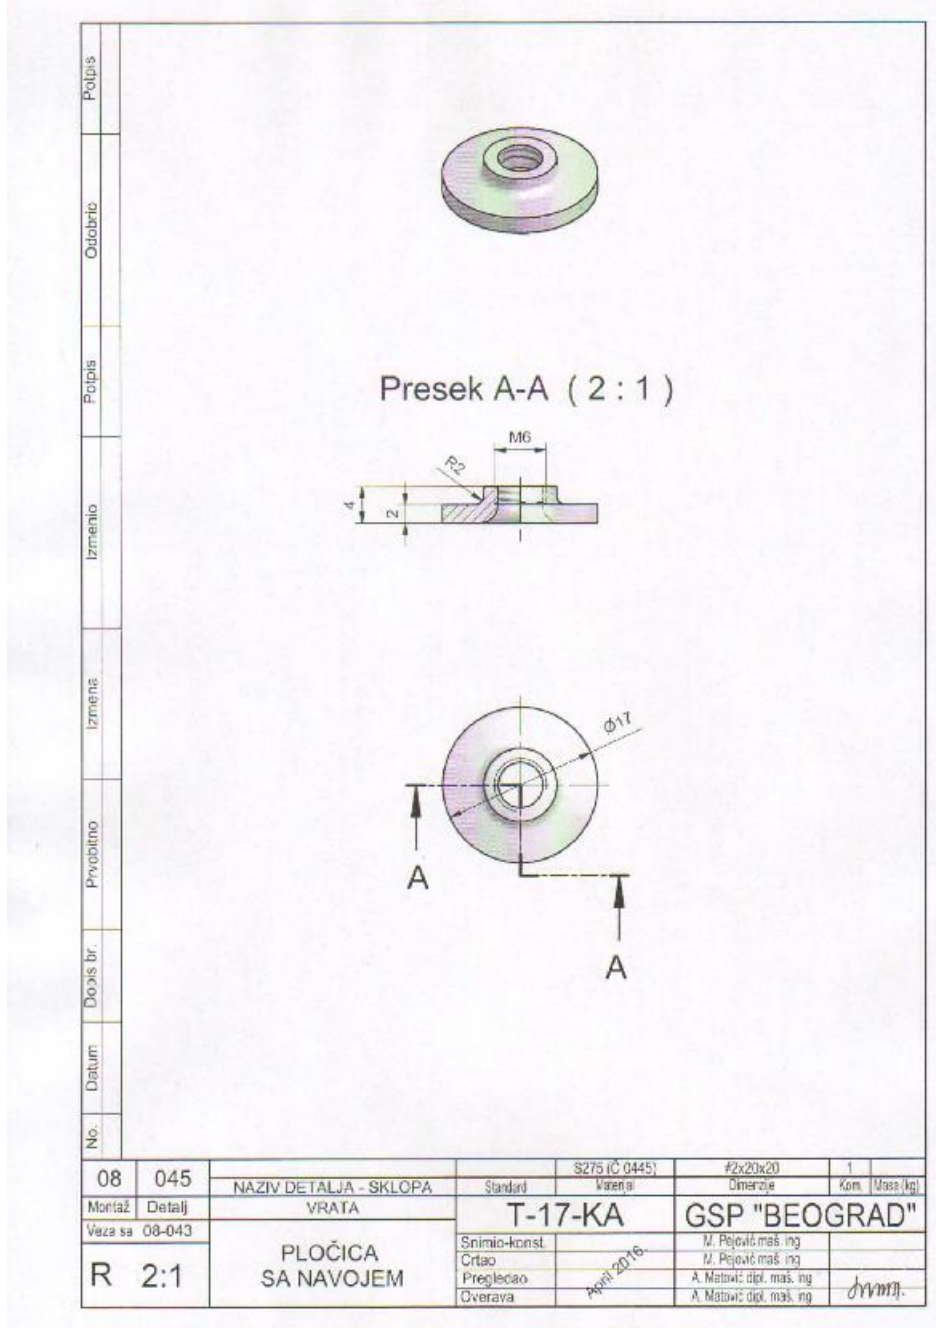 Potpis
Odobrio
Potpis
Izmenio
Izmena
Prvobitno
Dopis br.
Datum
No.
Presek A-A ( 2 : 1 )
M6
R2
4
2
Ø17
A
A
S275 (Č 0445) #2x20x20 1
08 045 NAZIV DETALJA - SKLOPA Standard Materijal Dimenzije Kom. Masa (kg)
Montaž Detalj VRATA T-17-KA GSP "BEOGRAD"
Veza sa 08-043
R 2:1
PLOČICA
SA NAVOJEM
Snimio-konst. M. Pejović maš. ing
Crtao M. Pejović maš. ing
Pregledao A. Matović dipl. maš. ing
Overava A. Matović dipl. maš. ing
April 2016.